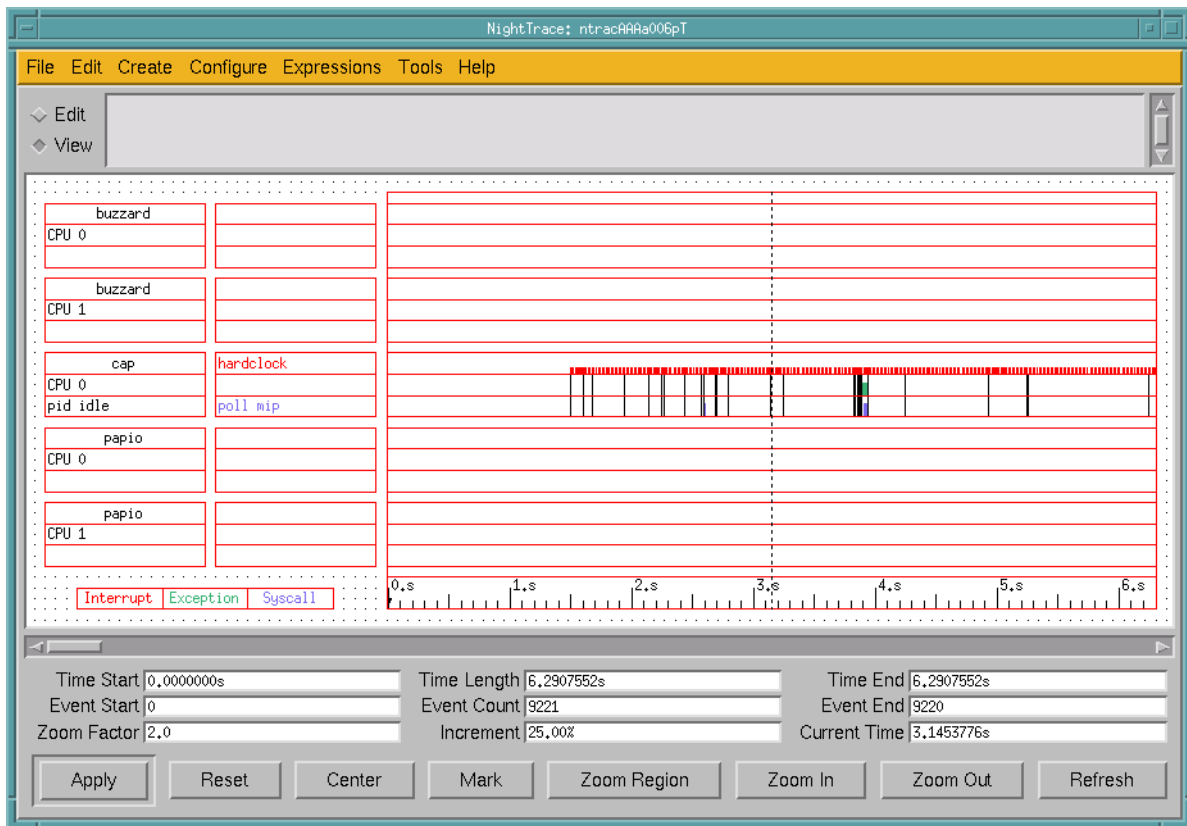 NightTrace: ntracAAAa006pT
File Edit Create Configure Expressions Tools Help
Edit
View
buzzard
CPU 0
buzzard
CPU 1
cap hardclock
CPU 0
pid idle poll mip
papio
CPU 0
papio
CPU 1
Interrupt Exception Syscall
0.s 1.s 2.s 3.s 4.s 5.s 6.s
Time Start 0.0000000s Time Length 6.2907552s Time End 6.2907552s
Event Start 0 Event Count 9221 Event End 9220
Zoom Factor 2.0 Increment 25.00% Current Time 3.1453776s
Apply Reset Center Mark Zoom Region Zoom In Zoom Out Refresh